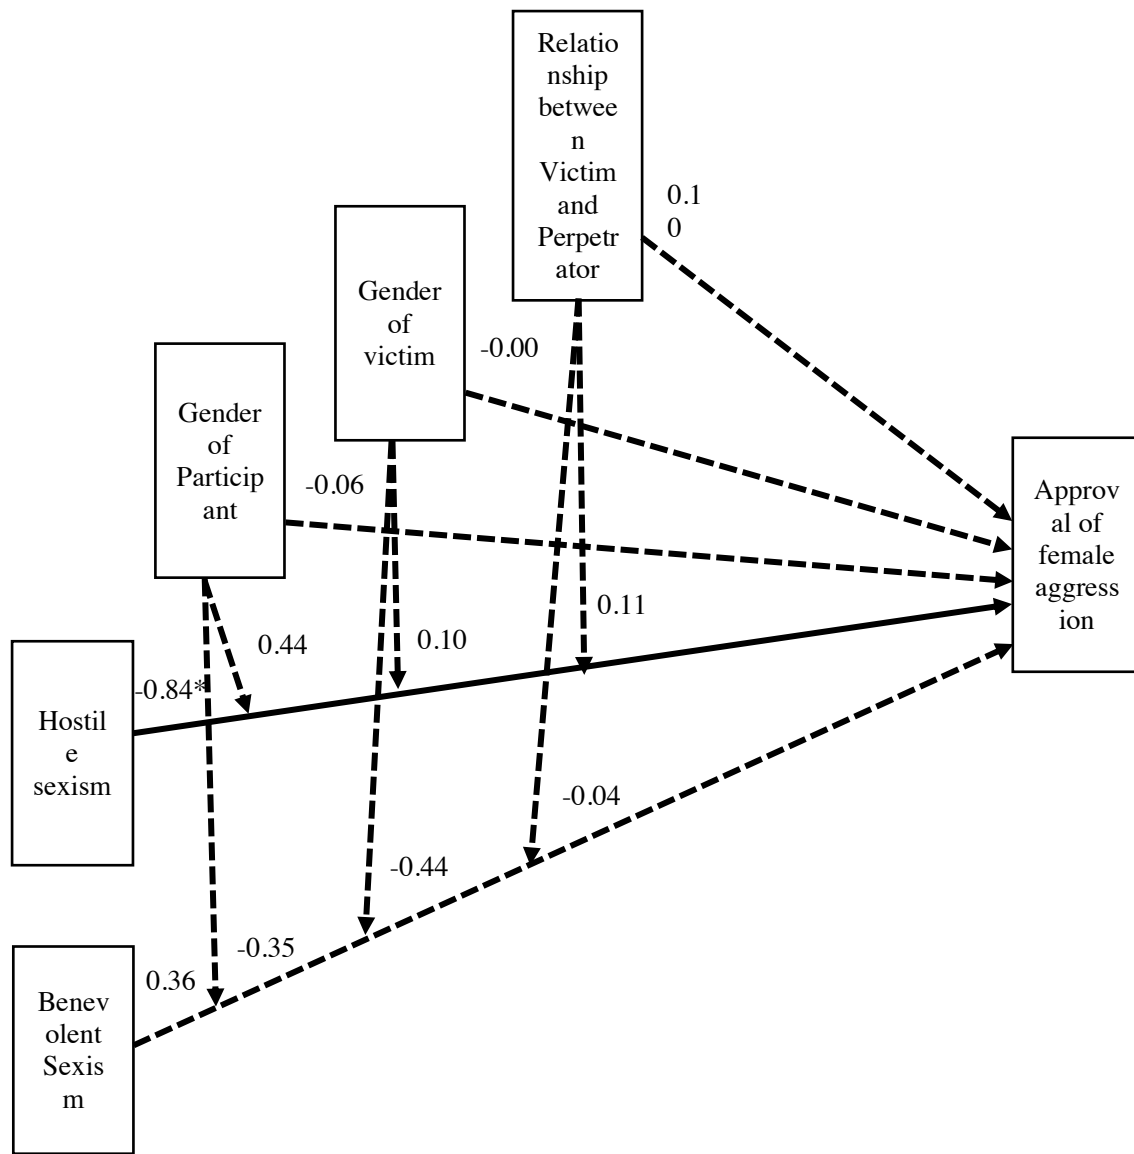 Relatio
nship
betwee
n
Victim
and
Perpetr
ator
0.1
0
Gender
of
victim
-0.00
Gender
of
Particip
ant
-0.06
Approv
al of
female
aggress
ion
0.11
0.44
0.10
-0.84*
Hostil
e
sexism
-0.04
-0.44
-0.35
0.36
Benev
olent
Sexis
m